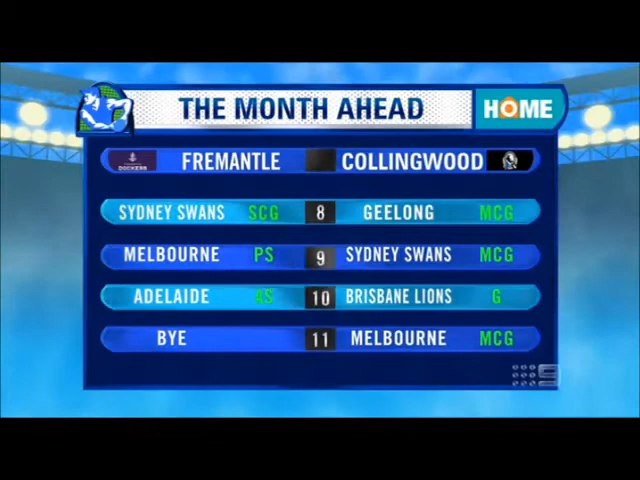 THE MONTH AHEAD HOME
DOCKERS FREMANTLE COLLINGWOOD
SYDNEY SWANS SCG 8 GEELONG MCG
MELBOURNE PS 9 SYDNEY SWANS MCG
ADELAIDE AS 10 BRISBANE LIONS G
BYE 11 MELBOURNE MCG
9